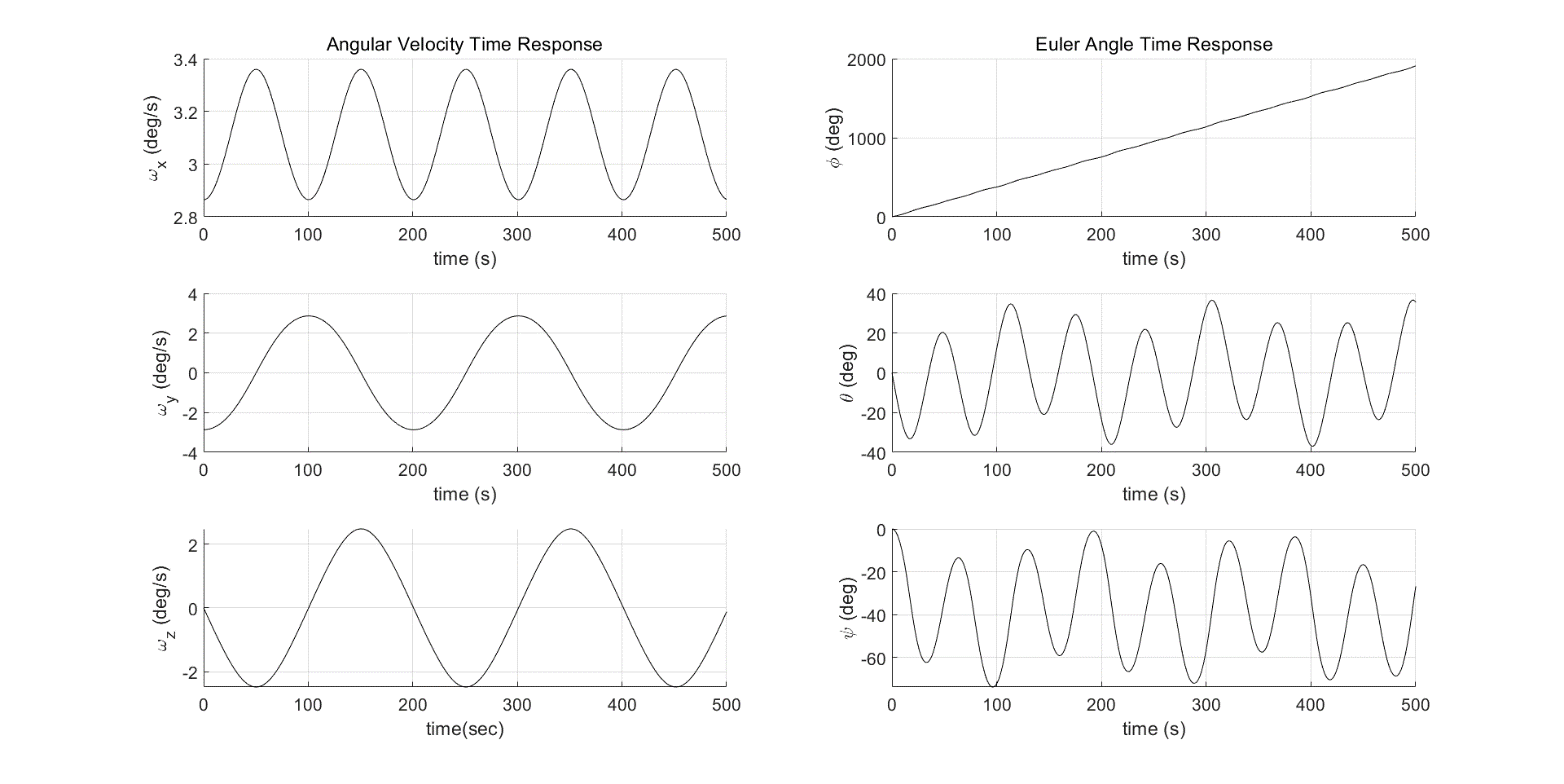 Angular Velocity Time Response
3.4
3.2
3
2.8
ωx (deg/s)
0 100 200 300 400 500
time (s)
4
2
0
-2
-4
ωy (deg/s)
0 100 200 300 400 500
time (s)
2
0
-2
ωz (deg/s)
0 100 200 300 400 500
time(sec)
Euler Angle Time Response
2000
1000
0
ϕ (deg)
0 100 200 300 400 500
time (s)
40
20
0
-20
-40
θ (deg)
0 100 200 300 400 500
time (s)
0
-20
-40
-60
ψ (deg)
0 100 200 300 400 500
time (s)